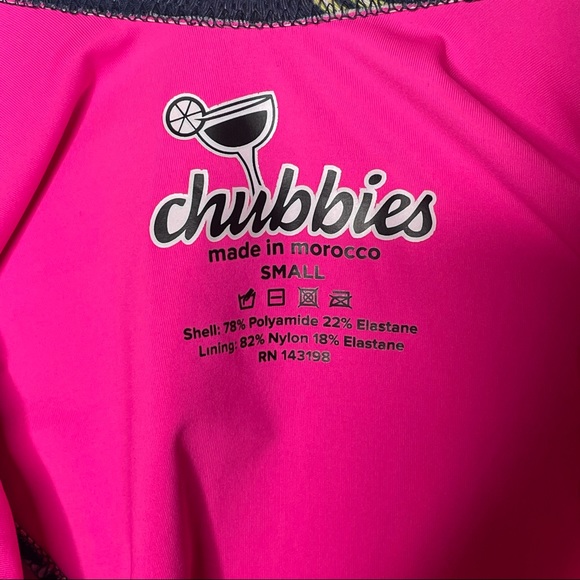 chubbies
made in morocco
SMALL
Shell: 78% Polyamide 22% Elastane
Lining: 82% Nylon 18% Elastane
RN 143198